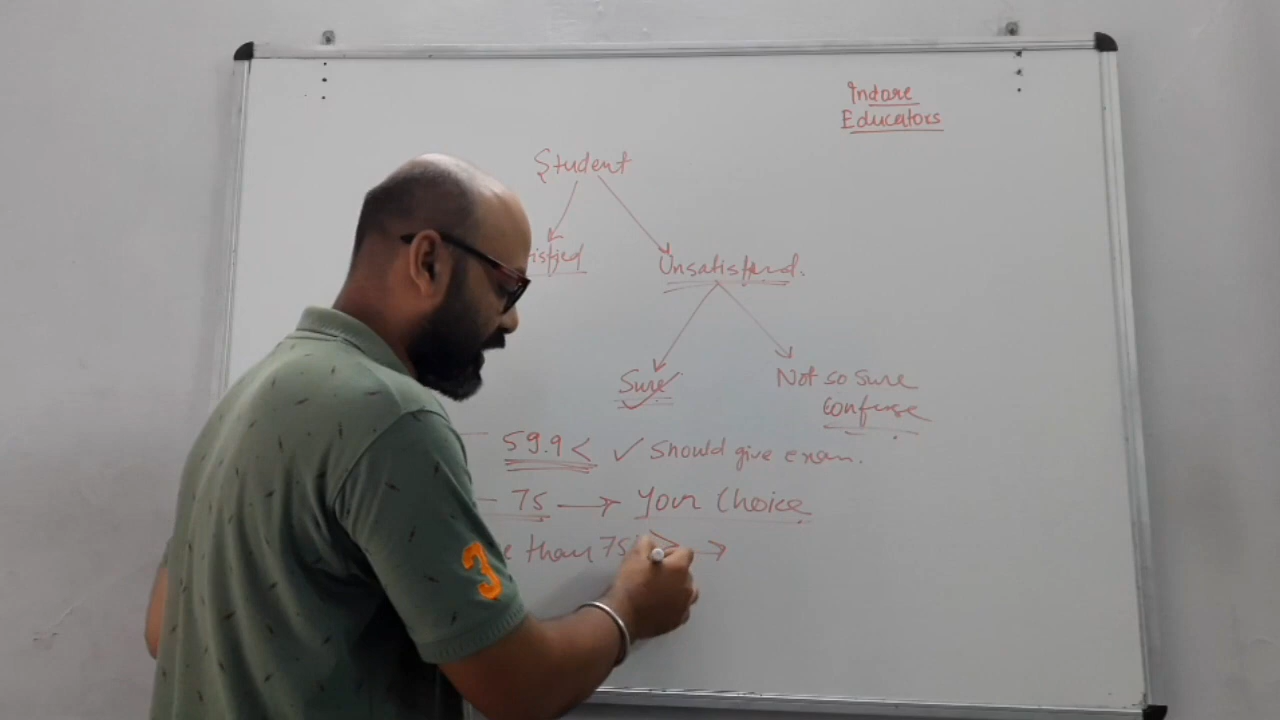 Indore
Educators
Student
isfied
Unsatisfied.
Sure
Not so sure
confuse
59.9< ✓ Should give exam.
- 75 → Your Choice
e than 75 > →
3